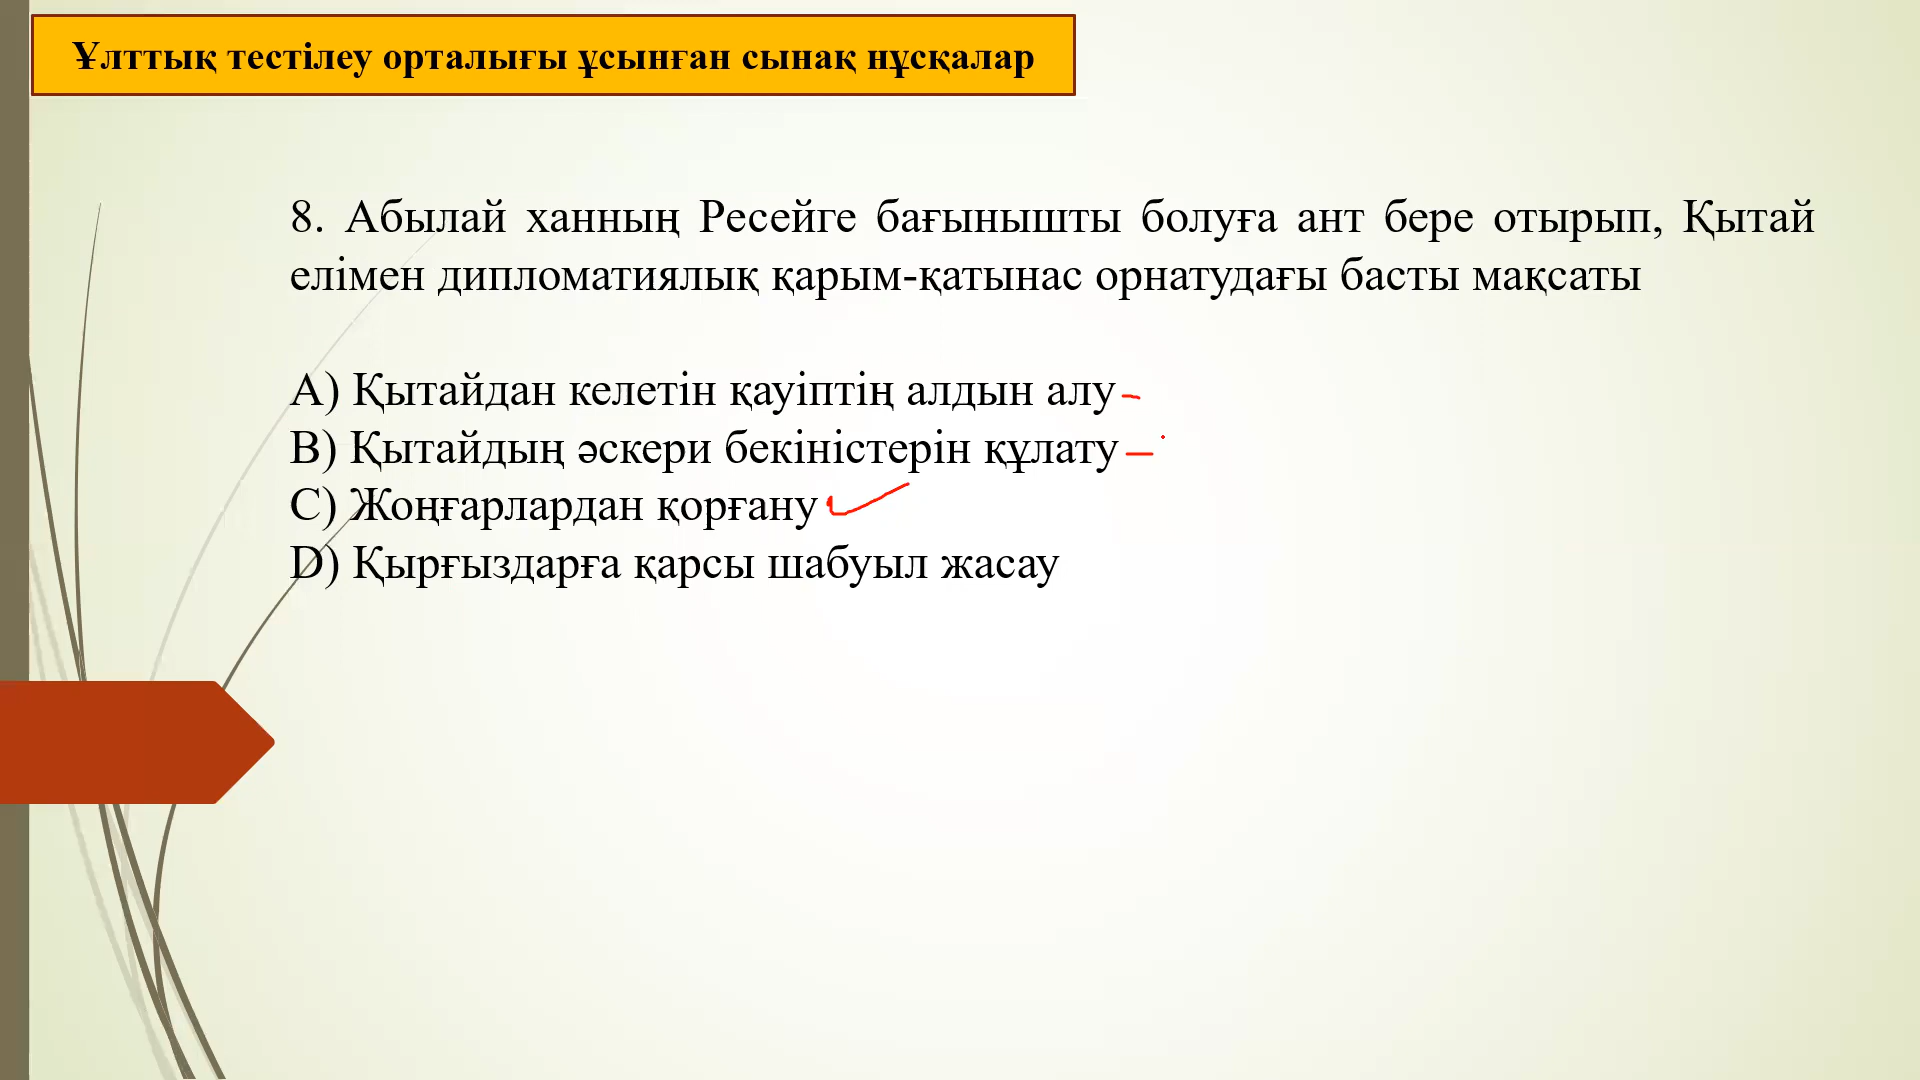 Ұлттық тестілеу орталығы ұсынған сынақ нұсқалар
8. Абылай ханның Ресейге бағынышты болуға ант бере отырып, Қытай
елімен дипломатиялық қарым-қатынас орнатудағы басты мақсаты
A) Қытайдан келетін қауіптің алдын алу
B) Қытайдың әскери бекіністерін құлату
C) Жоңғарлардан қорғану
D) Қырғыздарға қарсы шабуыл жасау